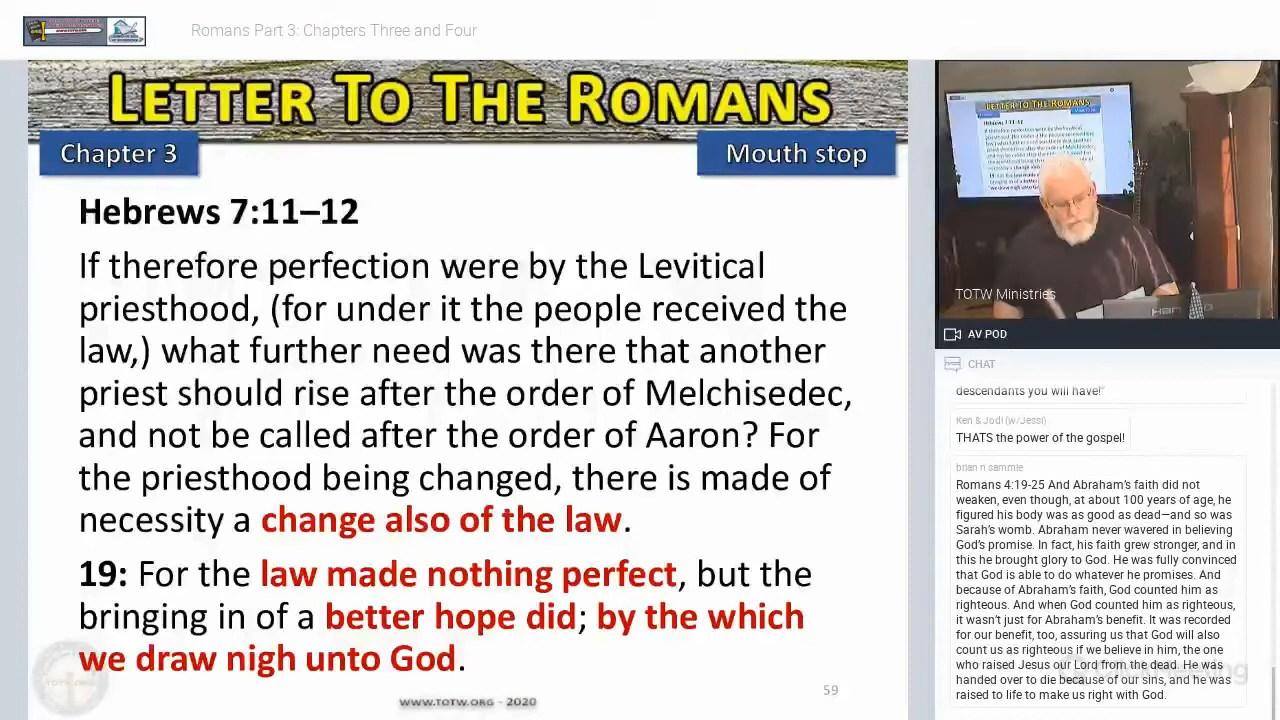 Romans Part 3: Chapters Three and Four
LETTER TO THE ROMANS
Chapter 3
Mouth stop
Hebrews 7:11–12
If therefore perfection were by the Levitical
priesthood, (for under it the people received the
law,) what further need was there that another
priest should rise after the order of Melchisedec,
and not be called after the order of Aaron? For
the priesthood being changed, there is made of
necessity a change also of the law.
19: For the law made nothing perfect, but the
bringing in of a better hope did; by the which
we draw nigh unto God.
WWW.TOTW.ORG - 2020
59
LETTER TO THE ROMANS
Hebrews 7:11–12
TOTW Ministries
AV POD
CHAT
descendants you will have!”
Ken & Jodi (w/Jessi)
THATS the power of the gospel!
brian n sammie
Romans 4:19-25 And Abraham’s faith did not
weaken, even though, at about 100 years of age, he
figured his body was as good as dead—and so was
Sarah’s womb. Abraham never wavered in believing
God’s promise. In fact, his faith grew stronger, and in
this he brought glory to God. He was fully convinced
that God is able to do whatever he promises. And
because of Abraham’s faith, God counted him as
righteous. And when God counted him as righteous,
it wasn’t just for Abraham’s benefit. It was recorded
for our benefit, too, assuring us that God will also
count us as righteous if we believe in him, the one
who raised Jesus our Lord from the dead. He was
handed over to die because of our sins, and he was
raised to life to make us right with God.